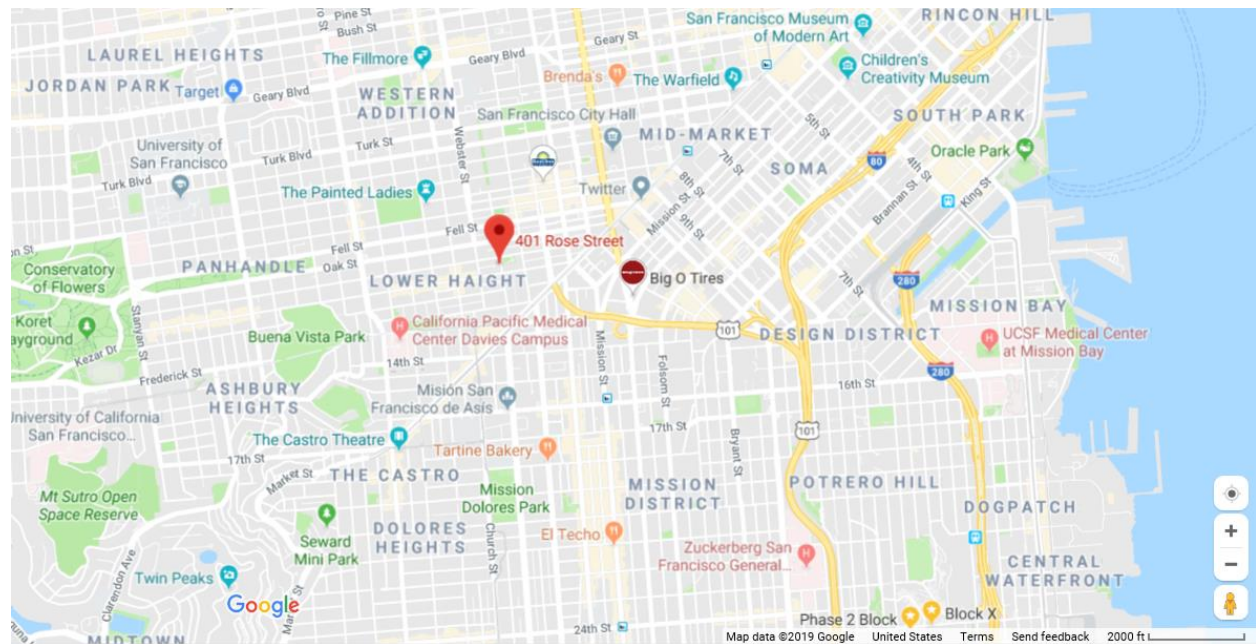 Pine St
Bush St
San Francisco Museum
of Modern Art
RINCON HILL
LAUREL HEIGHTS
The Fillmore
Geary Blvd
Geary St
Children's
Creativity Museum
JORDAN PARK
Target
Geary Blvd
WESTERN
ADDITION
Brenda's
The Warfield
San Francisco City Hall
SOUTH PARK
5th St
University of
San Francisco
Turk Blvd
Turk St
Webster St
MID-MARKET
7th St
SOMA
80
4th St
Oracle Park
Turk Blvd
The Painted Ladies
Twitter
8th St
Mission St
9th St
Brannan St
King St
Fell St
401 Rose Street
Fell St
Oak St
PANHANDLE
LOWER HAIGHT
Conservatory
of Flowers
Big O Tires
7th St
280
MISSION BAY
Koret
ayground
Kezar Dr
Stanyan St
Buena Vista Park
California Pacific Medical
Center Davies Campus
101
DESIGN DISTRICT
UCSF Medical Center
at Mission Bay
14th St
Mission St
Folsom St
280
16th St
Frederick St
ASHBURY
HEIGHTS
Misión San
Francisco de Asís
University of California
San Francisco...
17th St
The Castro Theatre
Tartine Bakery
Bryant St
101
17th St
Market St
THE CASTRO
Mission
Dolores Park
MISSION
DISTRICT
POTRERO HILL
Mt Sutro Open
Space Reserve
DOGPATCH
Seward
Mini Park
DOLORES
HEIGHTS
Church St
El Techo
Zuckerberg San
Francisco General...
CENTRAL
WATERFRONT
Clarendon Ave
Twin Peaks
Google
24th St
Phase 2 Block
Block X
MIDTOWN
Map data ©2019 Google United States Terms Send feedback 2000 ft